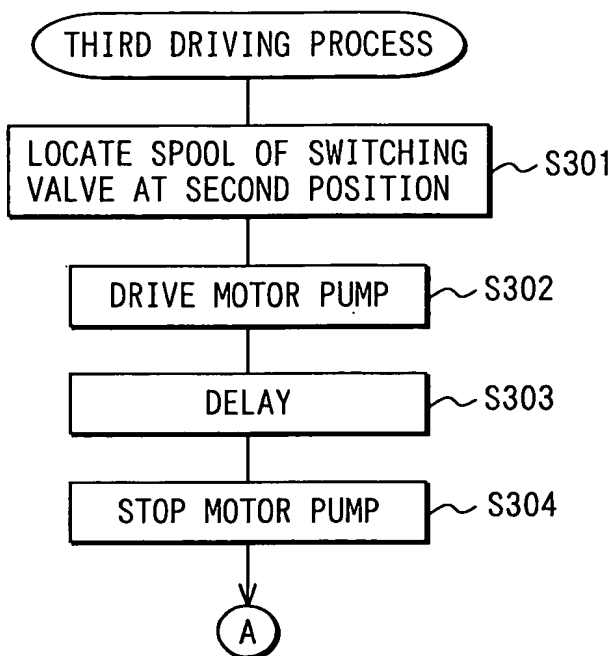 THIRD DRIVING PROCESS
LOCATE SPOOL OF SWITCHING
VALVE AT SECOND POSITION
S301
DRIVE MOTOR PUMP
S302
DELAY
S303
STOP MOTOR PUMP
S304
A